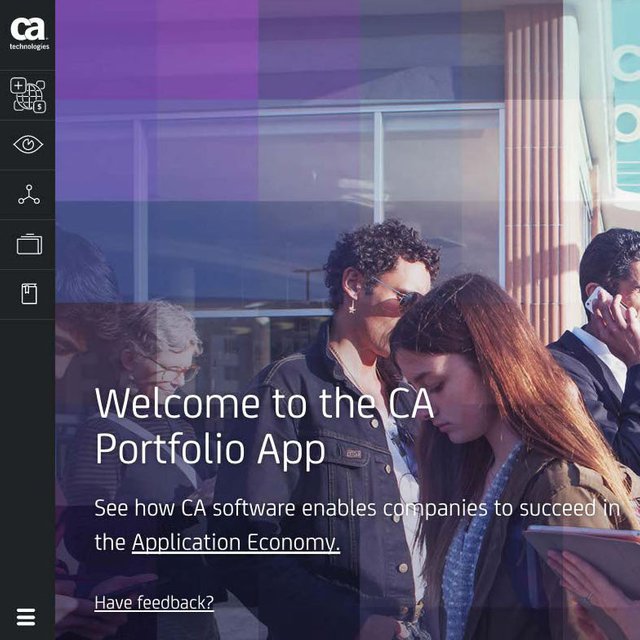 ca
technologies
Welcome to the CA
Portfolio App
See how CA software enables companies to succeed in
the Application Economy.
Have feedback?